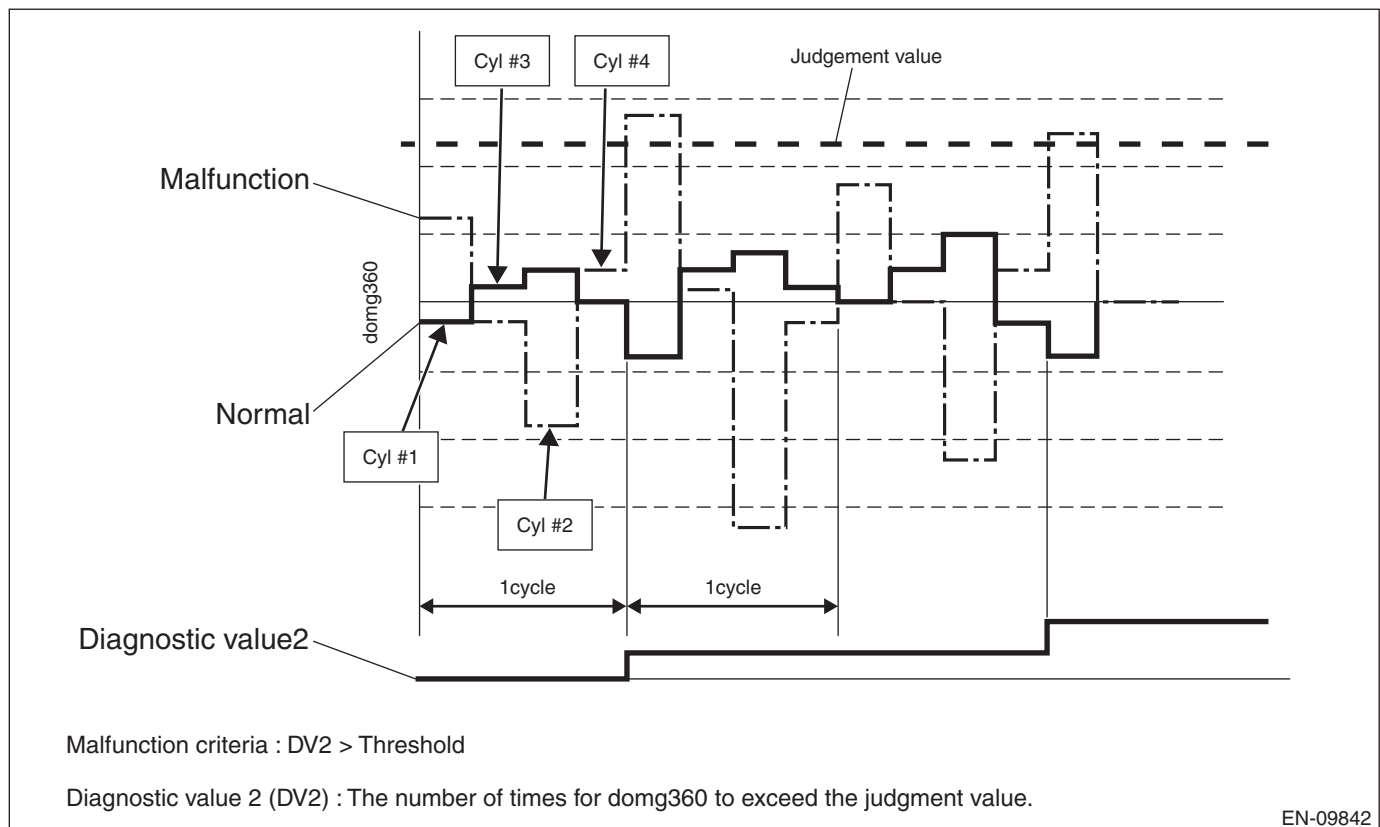 Cyl #3
Cyl #4
Judgement value
Malfunction
domg360
Normal
Cyl #1
Cyl #2
1cycle
1cycle
Diagnostic value2
Malfunction criteria : DV2 > Threshold
Diagnostic value 2 (DV2) : The number of times for domg360 to exceed the judgment value.
EN-09842